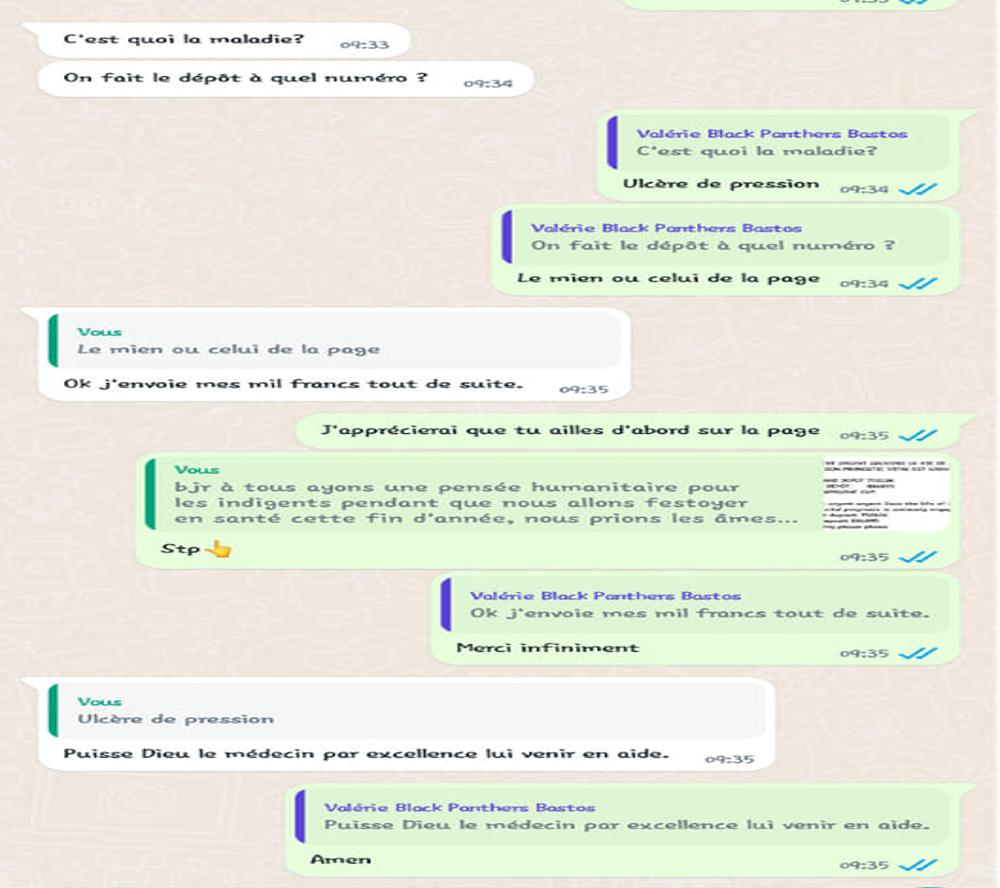 C'est quoi la maladie? 09:33
On fait le dépôt à quel numéro ? 09:34
Valérie Black Panthers Bastos
C'est quoi la maladie?
Ulcère de pression 09:34
Valérie Black Panthers Bastos
On fait le dépôt à quel numéro ?
Le mien ou celui de la page 09:34
Vous
Le mien ou celui de la page
Ok j'envoie mes mil francs tout de suite. 09:35
J'apprécierai que tu ailles d'abord sur la page 09:35
Vous
bjr à tous ayons une pensée humanitaire pour
les indigents pendant que nous allons festoyer
en santé cette fin d'année, nous prions les âmes...
Stp👆 09:35
Valérie Black Panthers Bastos
Ok j'envoie mes mil francs tout de suite.
Merci infiniment 09:35
Vous
Ulcère de pression
Puisse Dieu le médecin par excellence lui venir en aide. 09:35
Valérie Black Panthers Bastos
Puisse Dieu le médecin par excellence lui venir en aide.
Amen 09:35